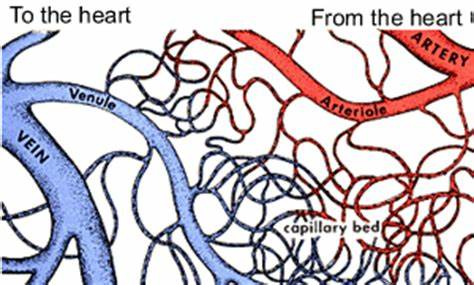 To the heart
From the heart
ARTERY
Venule
Arteriole
VEIN
capillary bed